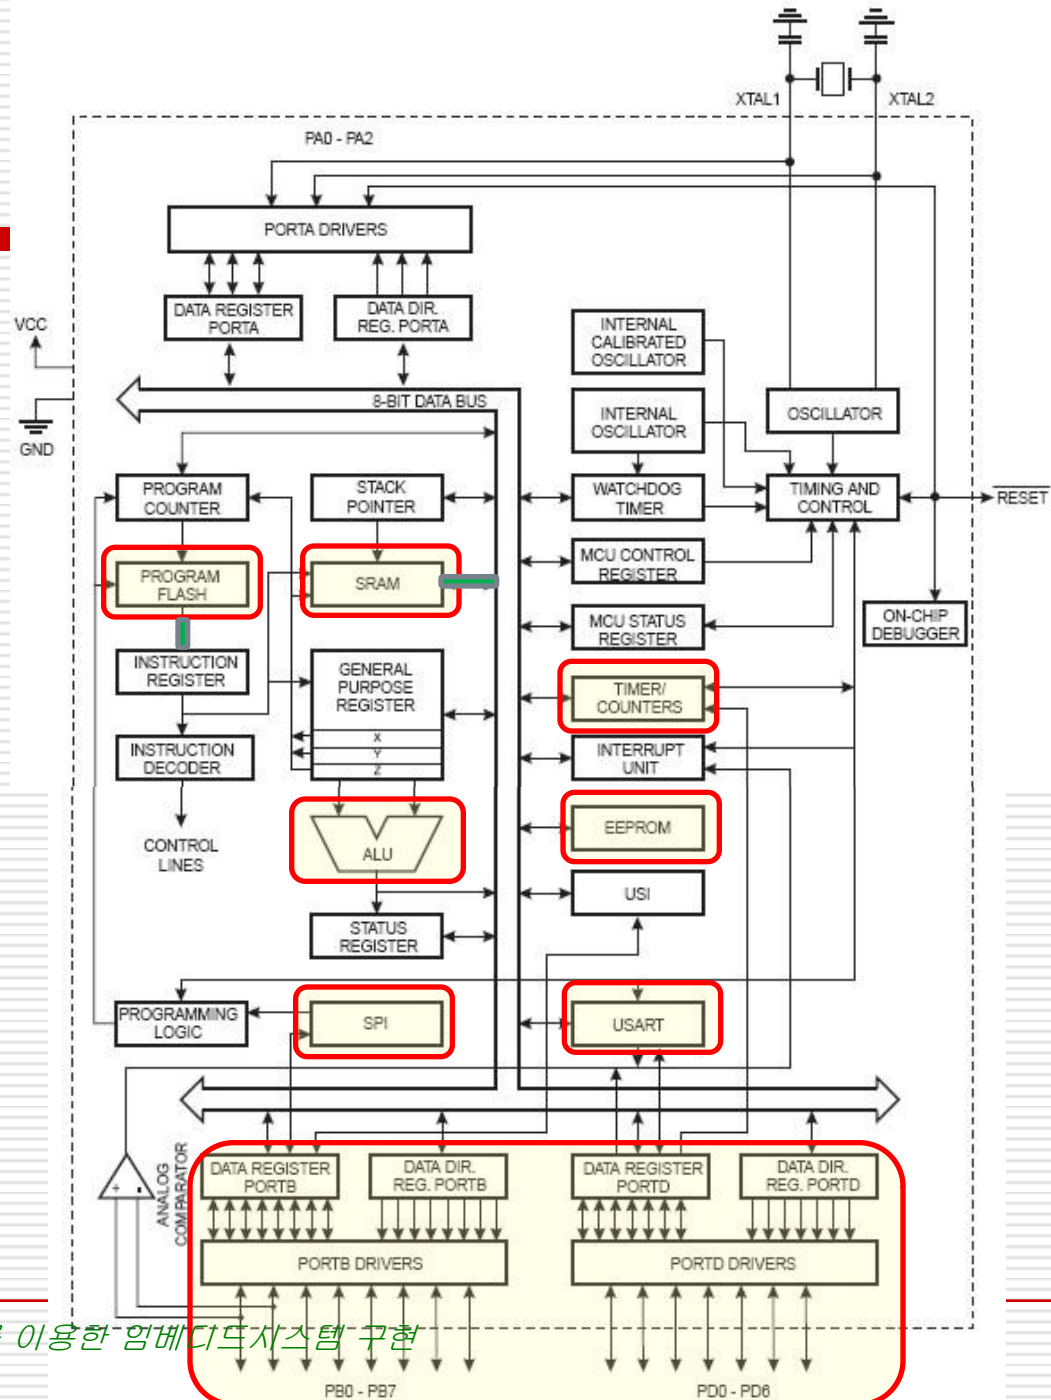 XTAL1
XTAL2
PA0 - PA2
PORTA DRIVERS
DATA REGISTER
PORTA
DATA DIR.
REG. PORTA
VCC
GND
8-BIT DATA BUS
INTERNAL
CALIBRATED
OSCILLATOR
INTERNAL
OSCILLATOR
OSCILLATOR
PROGRAM
COUNTER
STACK
POINTER
WATCHDOG
TIMER
TIMING AND
CONTROL
RESET
PROGRAM
FLASH
SRAM
MCU CONTROL
REGISTER
MCU STATUS
REGISTER
ON-CHIP
DEBUGGER
INSTRUCTION
REGISTER
GENERAL
PURPOSE
REGISTER
X
Y
Z
TIMER/
COUNTERS
INSTRUCTION
DECODER
INTERRUPT
UNIT
CONTROL
LINES
ALU
EEPROM
USI
STATUS
REGISTER
PROGRAMMING
LOGIC
SPI
USART
ANALOG
COMPARATOR
+
-
DATA REGISTER
PORTB
DATA DIR.
REG. PORTB
DATA REGISTER
PORTD
DATA DIR.
REG. PORTD
PORTB DRIVERS
PORTD DRIVERS
이용한 임베디드시스템 구현
PB0 - PB7
PD0 - PD6